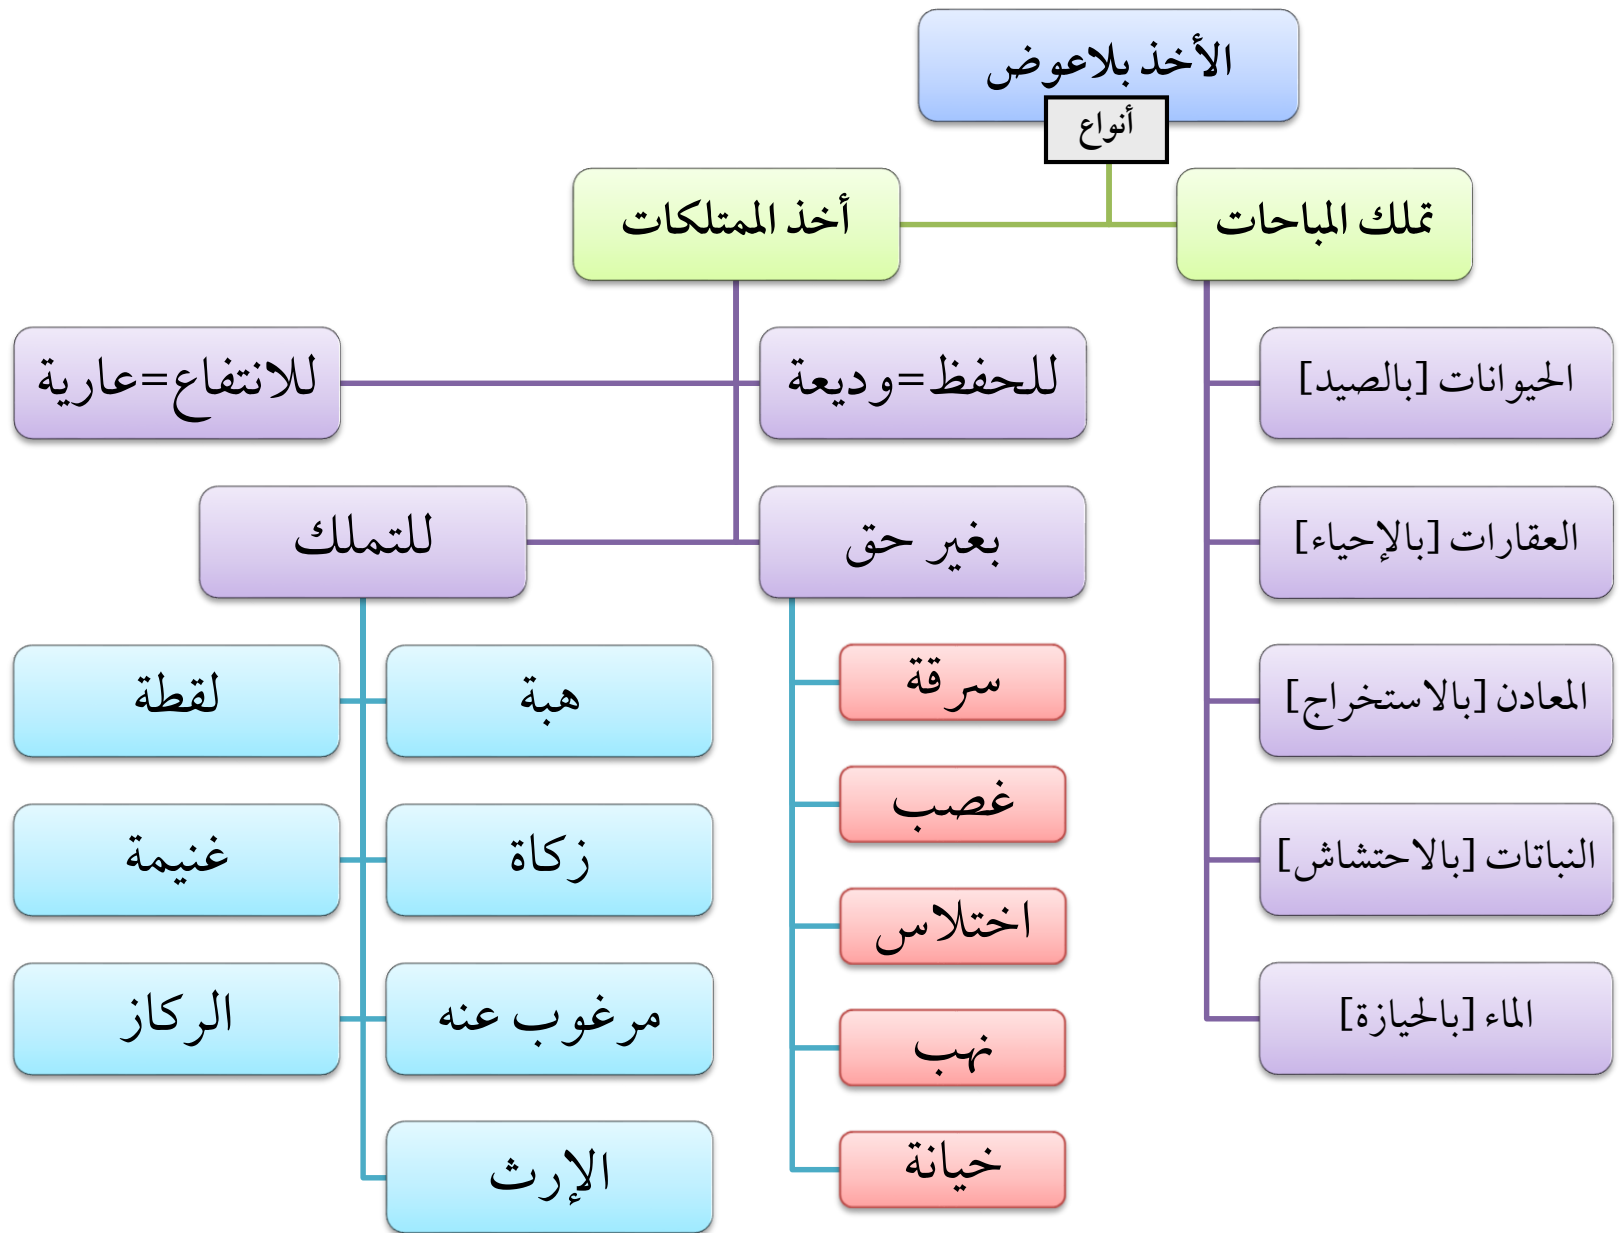 الأخذ بلاعوض
أنواع
تملك المباحات
أخذ الممتلكات
الحيوانات [بالصيد]
العقارات [بالإحياء]
المعادن [بالاستخراج]
النباتات [بالاحتشاش]
الماء [بالحيازة]
للحفظ=وديعة
للانتفاع=عارية
بغير حق
للتملك
سرقة
غصب
اختلاس
نهب
خيانة
هبة
لقطة
زكاة
غنيمة
مرغوب عنه
الركاز
الإرث